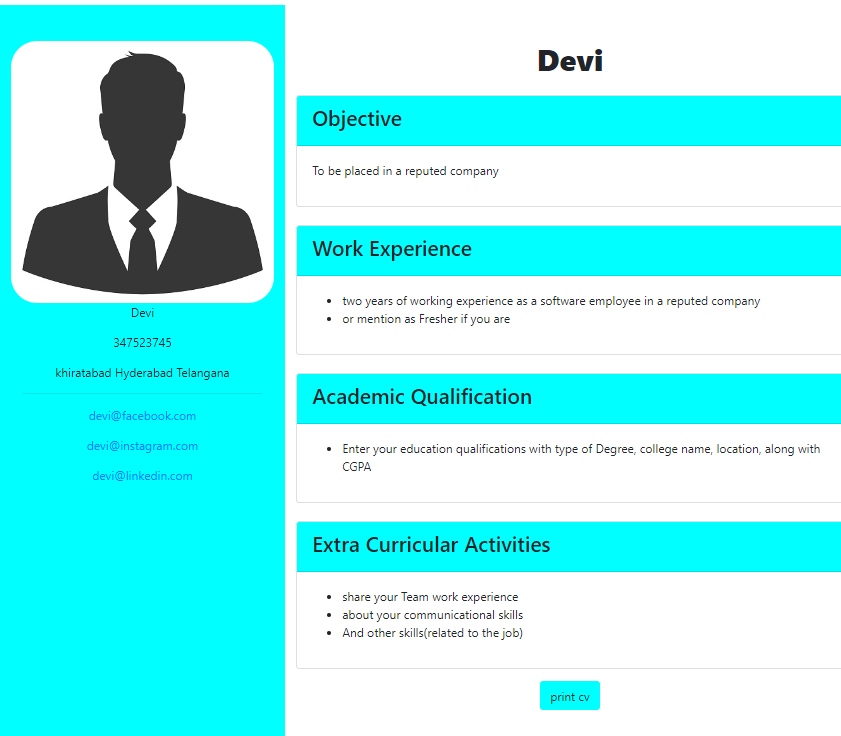 Devi
347523745
khiratabad Hyderabad Telangana
devi@facebook.com
devi@instagram.com
devi@linkedin.com
Devi
Objective
To be placed in a reputed company
Work Experience
two years of working experience as a software employee in a reputed company
or mention as Fresher if you are
Academic Qualification
Enter your education qualifications with type of Degree, college name, location, along with
CGPA
Extra Curricular Activities
share your Team work experience
about your communicational skills
And other skills(related to the job)
print cv